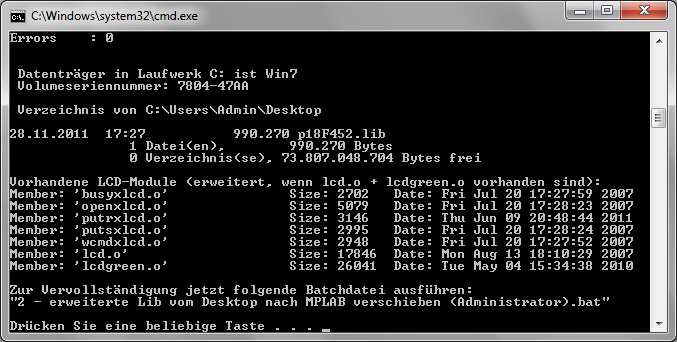 C:\Windows\system32\cmd.exe
Errors : 0
Datenträger in Laufwerk C: ist Win7
Volumeseriennummer: 7804-47AA
Verzeichnis von C:\Users\Admin\Desktop
28.11.2011 17:27 990.270 p18F452.lib
1 Datei(en), 990.270 Bytes
0 Verzeichnis(se), 73.807.048.704 Bytes frei
Vorhandene LCD-Module (erweitert, wenn lcd.o + lcdgreen.o vorhanden sind):
Member: 'busyxlcd.o' Size: 2702 Date: Fri Jul 20 17:27:59 2007
Member: 'openxlcd.o' Size: 5079 Date: Fri Jul 20 17:28:23 2007
Member: 'putrxlcd.o' Size: 3146 Date: Thu Jun 09 20:48:44 2011
Member: 'putsxlcd.o' Size: 2995 Date: Fri Jul 20 17:28:24 2007
Member: 'wcmdxlcd.o' Size: 2948 Date: Fri Jul 20 17:27:52 2007
Member: 'lcd.o' Size: 17846 Date: Mon Aug 13 18:10:29 2007
Member: 'lcdgreen.o' Size: 26041 Date: Tue May 04 15:34:38 2010
Zur Vervollständigung jetzt folgende Batchdatei ausführen:
"2 - erweiterte Lib vom Desktop nach MPLAB verschieben (Administrator).bat"
Drücken Sie eine beliebige Taste . . . _